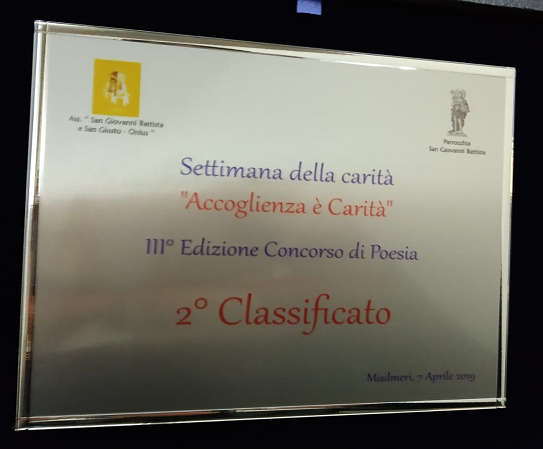 Ass. " San Giovanni Battista
e San Giusto - Onlus "
Parrocchia
San Giovanni Battista
Settimana della carità
"Accoglienza è Carità"
III° Edizione Concorso di Poesia
2° Classificato
Misilmeri, 7 Aprile 2019